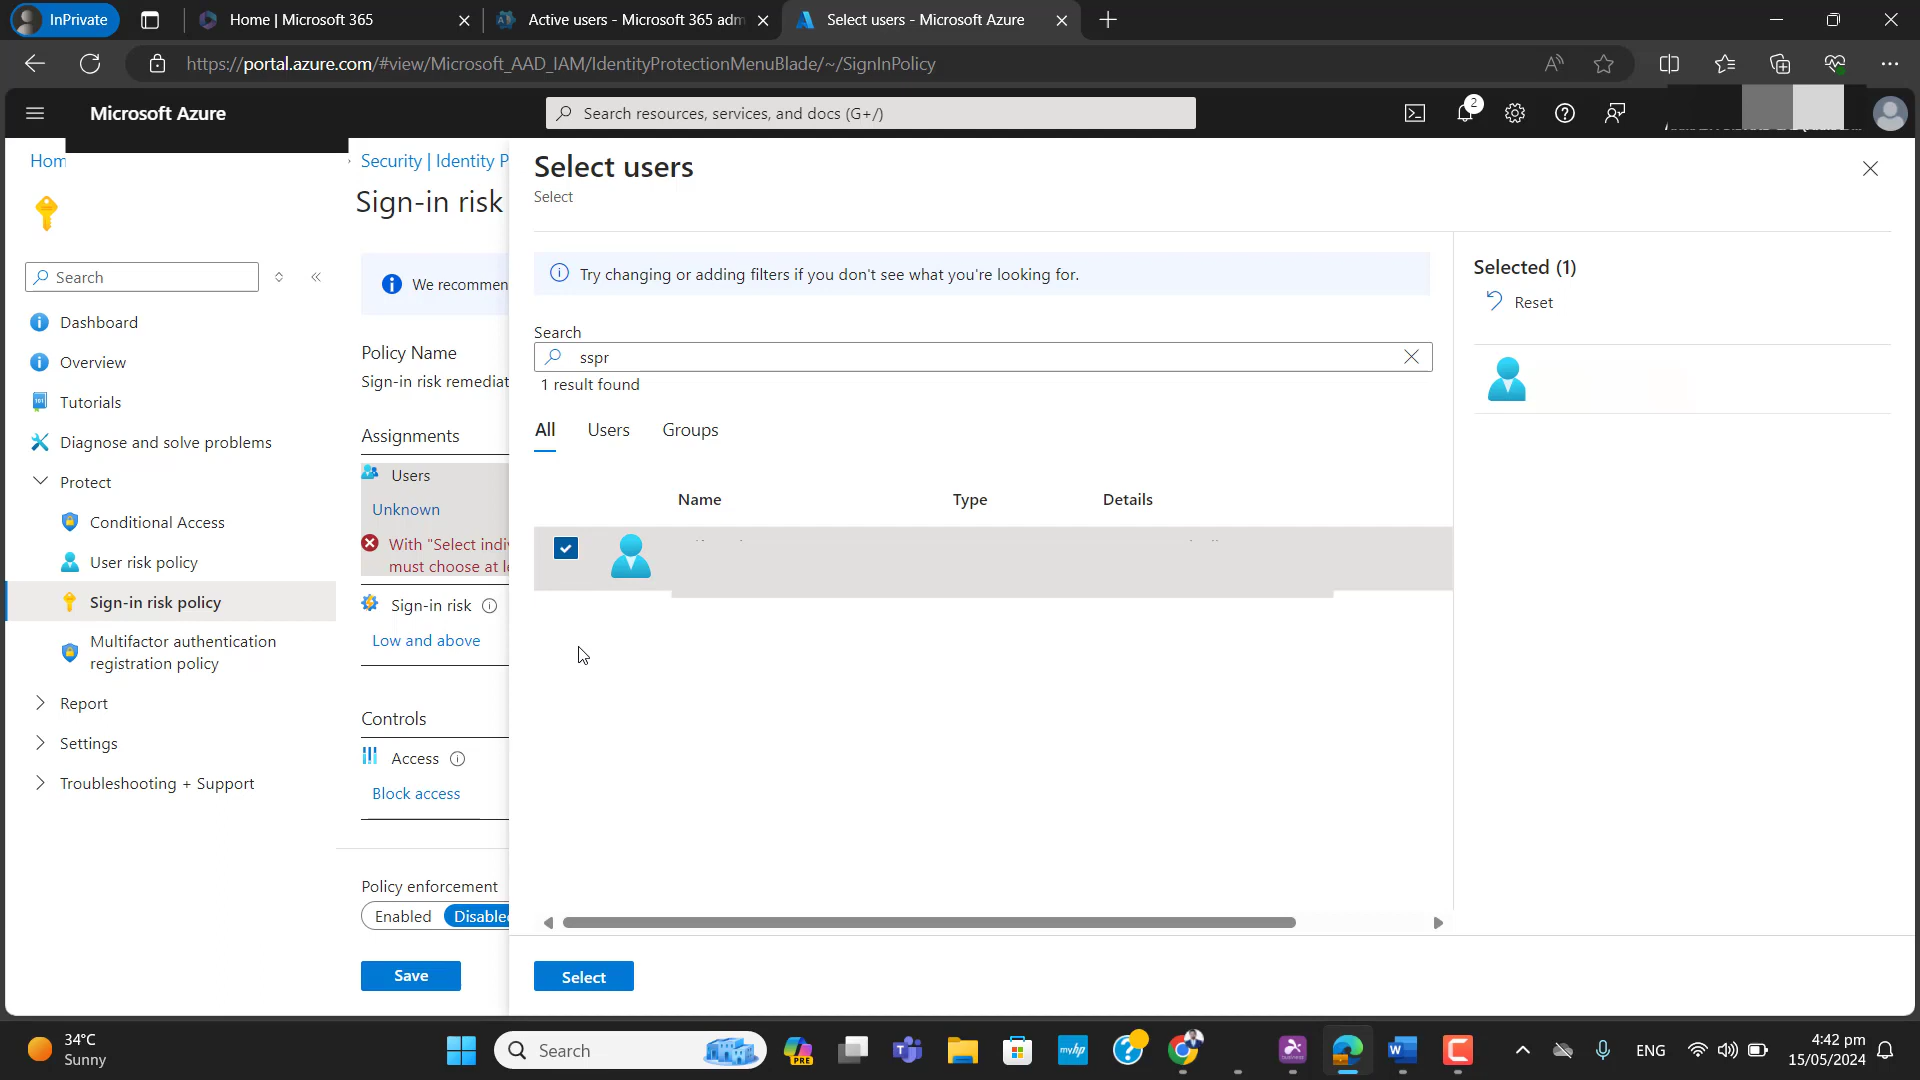 InPrivate
Home | Microsoft 365
Active users - Microsoft 365 adm
Select users - Microsoft Azure
https://portal.azure.com/#view/Microsoft_AAD_IAM/IdentityProtectionMenuBlade/~/SignInPolicy
Microsoft Azure
Search resources, services, and docs (G+/)
2
Hom
Security | Identity P
Sign-in risk
Search
Dashboard
Overview
Tutorials
Diagnose and solve problems
Protect
Conditional Access
User risk policy
Sign-in risk policy
Multifactor authentication
registration policy
Report
Settings
Troubleshooting + Support
We recommen
Policy Name
Sign-in risk remediat
Assignments
Users
Unknown
With "Select indi
must choose at le
Sign-in risk
Low and above
Controls
Access
Block access
Policy enforcement
Enabled
Disabled
Save
Select users
Select
Try changing or adding filters if you don't see what you're looking for.
Search
sspr
1 result found
All
Users
Groups
Name
Type
Details
Select
Selected (1)
Reset
34°C
Sunny
Search
PRE
myhp
ENG
4:42 pm
15/05/2024